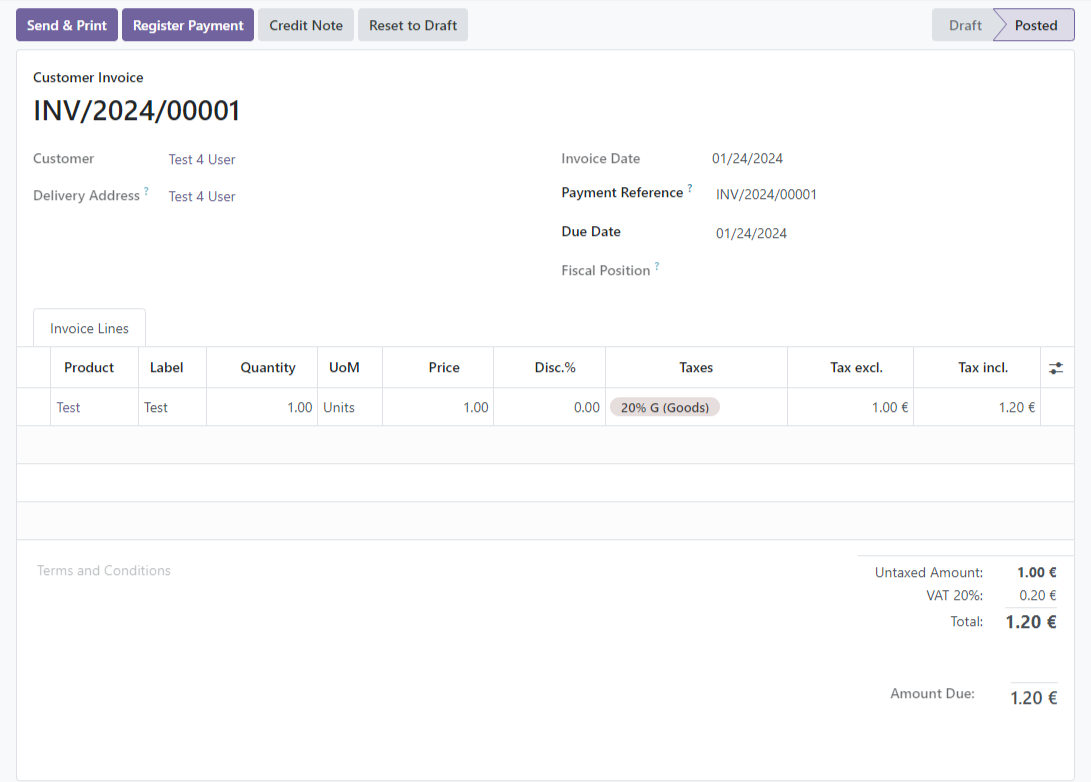 Send & Print Register Payment Credit Note Reset to Draft Draft Posted
Customer Invoice
INV/2024/00001
Customer Test 4 User Invoice Date 01/24/2024
Delivery Address ? Test 4 User Payment Reference ? INV/2024/00001
Due Date 01/24/2024
Fiscal Position ?
Invoice Lines
Product Label Quantity UoM Price Disc.% Taxes Tax excl. Tax incl.
Test Test 1.00 Units 1.00 0.00 20% G (Goods) 1.00 € 1.20 €
Terms and Conditions Untaxed Amount: 1.00 €
VAT 20%: 0.20 €
Total: 1.20 €
Amount Due: 1.20 €